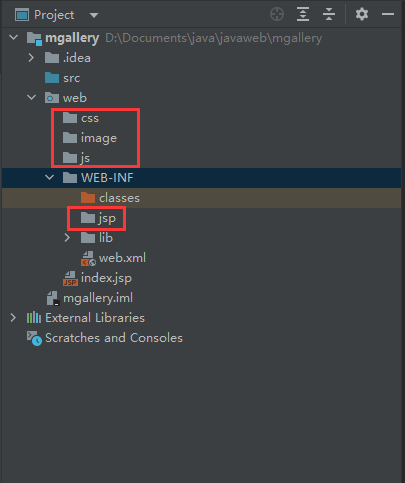 Project
mgallery D:\Documents\java\javaweb\mgallery
.idea
src
web
css
image
js
WEB-INF
classes
jsp
lib
web.xml
JSP index.jsp
mgallery.iml
External Libraries
Scratches and Consoles